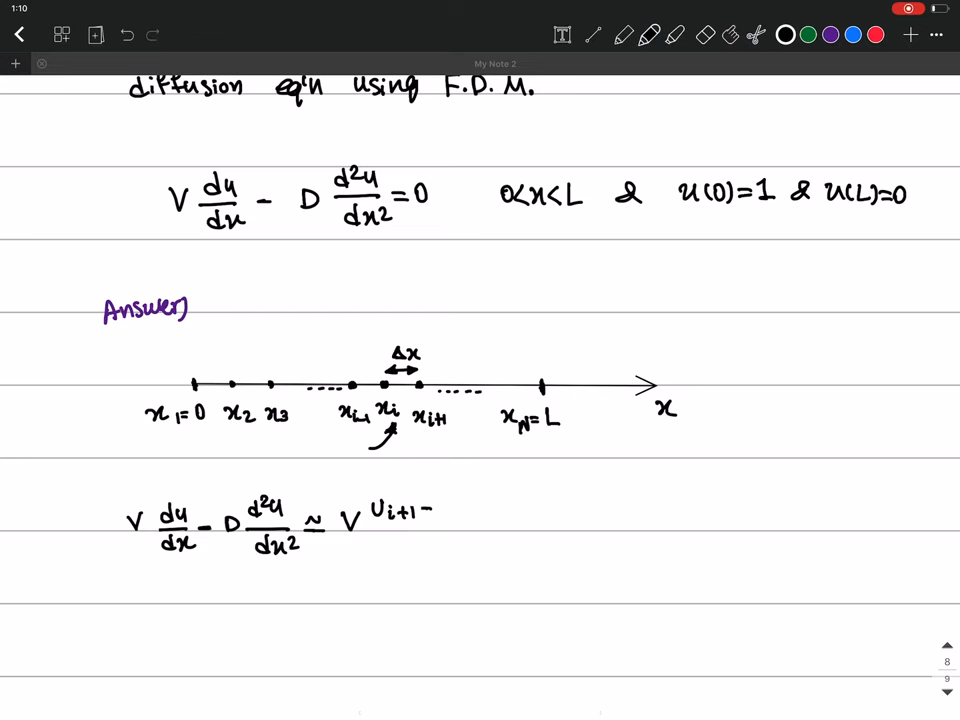 1:10
My Note 2
diffusion eq'n using F.D.M.
V du/dx - D d²u/dx² = 0   0<x<L & u(0)=1 & u(L)=0
Answer)
Δx
x₁=0 x₂ x₃ ..... xᵢ₋₁ xᵢ xᵢ₊₁ ..... x_N=L x
V du/dx - D d²u/dx² ≃ V Uᵢ₊₁ -
8
9